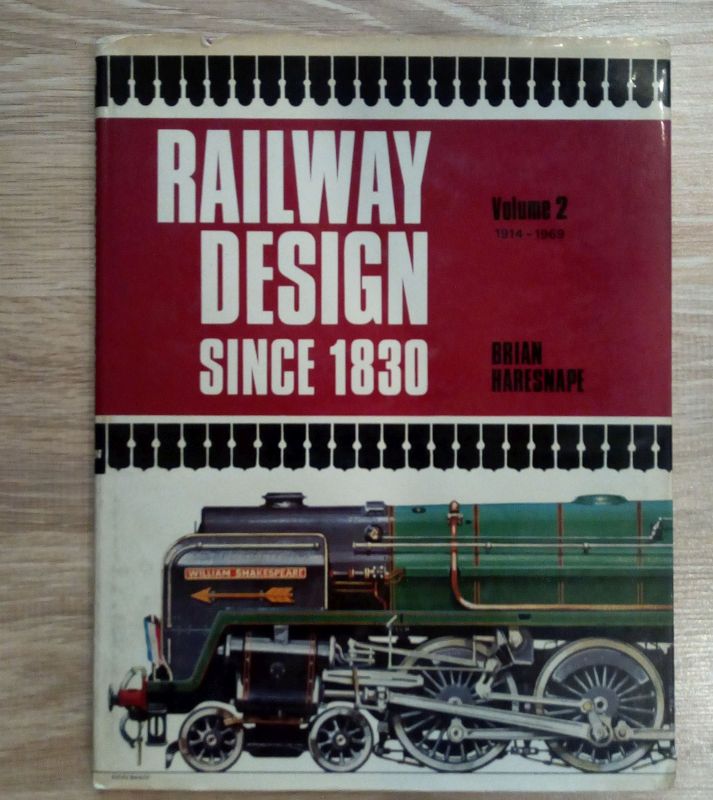 RAILWAY
DESIGN
SINCE 1830
Volume 2
1914-1969
BRIAN
HARESNAPE
WILLIAM SHAKESPEARE